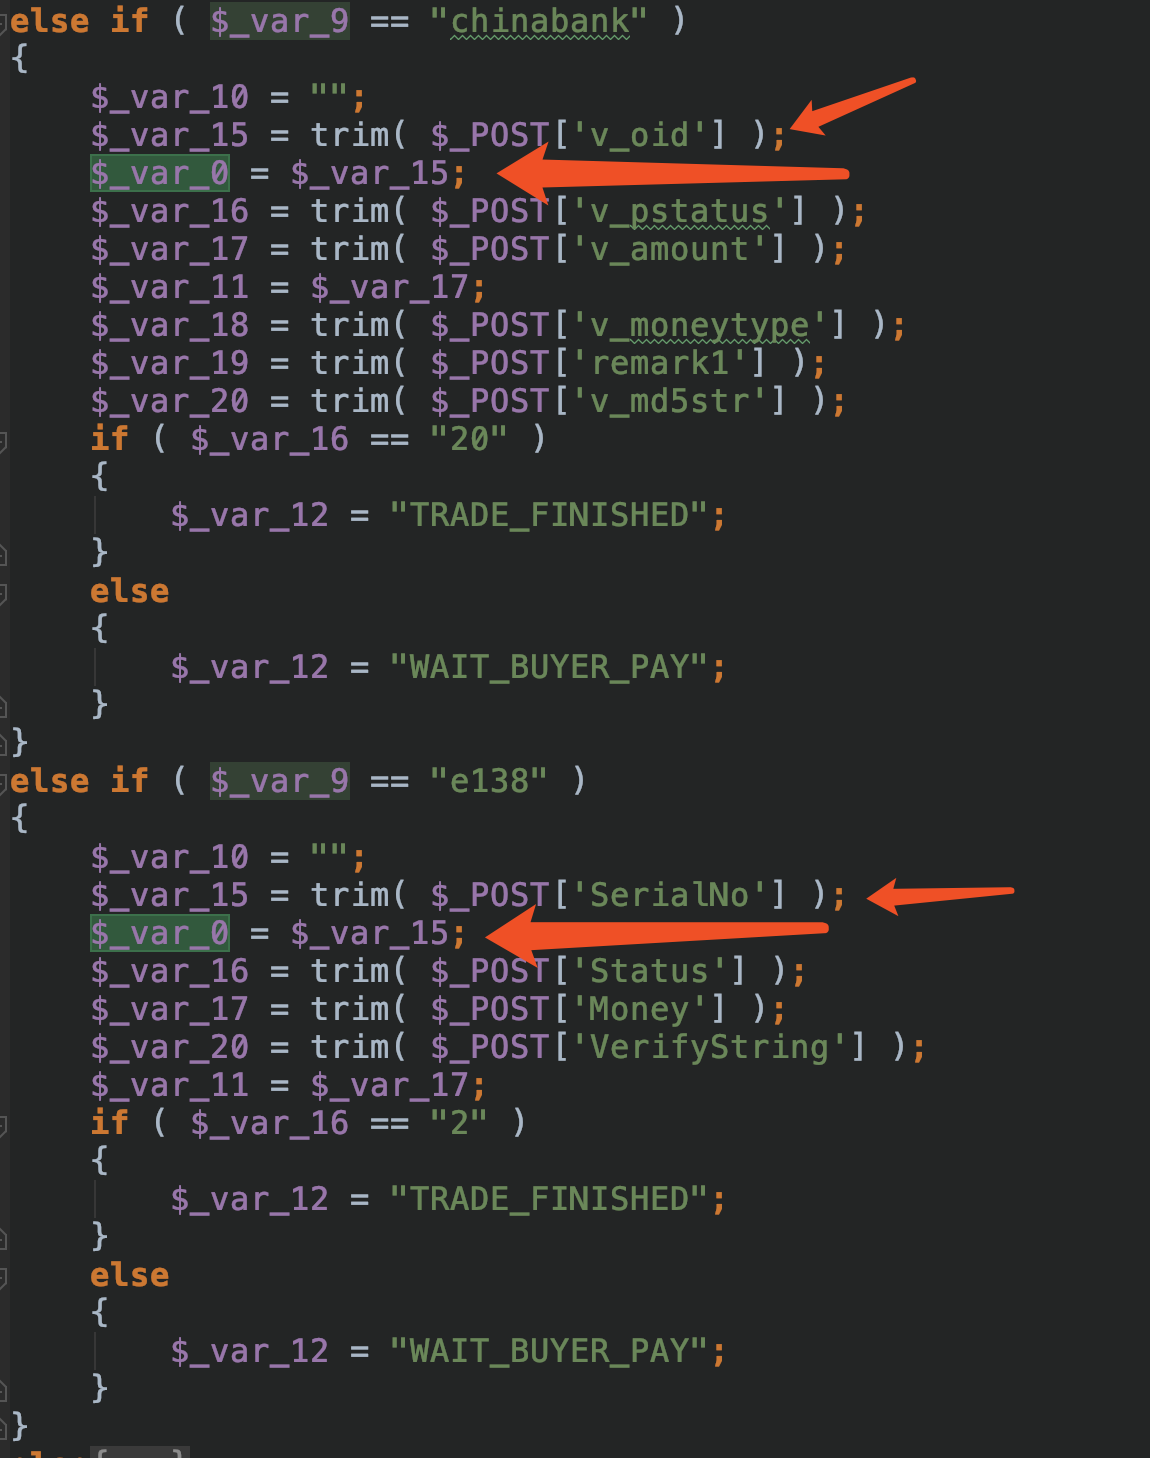 else if ( $_var_9 == "chinabank" )
{
    $_var_10 = "";
    $_var_15 = trim( $_POST['v_oid'] );
    $_var_0 = $_var_15;
    $_var_16 = trim( $_POST['v_pstatus'] );
    $_var_17 = trim( $_POST['v_amount'] );
    $_var_11 = $_var_17;
    $_var_18 = trim( $_POST['v_moneytype'] );
    $_var_19 = trim( $_POST['remark1'] );
    $_var_20 = trim( $_POST['v_md5str'] );
    if ( $_var_16 == "20" )
    {
        $_var_12 = "TRADE_FINISHED";
    }
    else
    {
        $_var_12 = "WAIT_BUYER_PAY";
    }
}
else if ( $_var_9 == "e138" )
{
    $_var_10 = "";
    $_var_15 = trim( $_POST['SerialNo'] );
    $_var_0 = $_var_15;
    $_var_16 = trim( $_POST['Status'] );
    $_var_17 = trim( $_POST['Money'] );
    $_var_20 = trim( $_POST['VerifyString'] );
    $_var_11 = $_var_17;
    if ( $_var_16 == "2" )
    {
        $_var_12 = "TRADE_FINISHED";
    }
    else
    {
        $_var_12 = "WAIT_BUYER_PAY";
    }
}